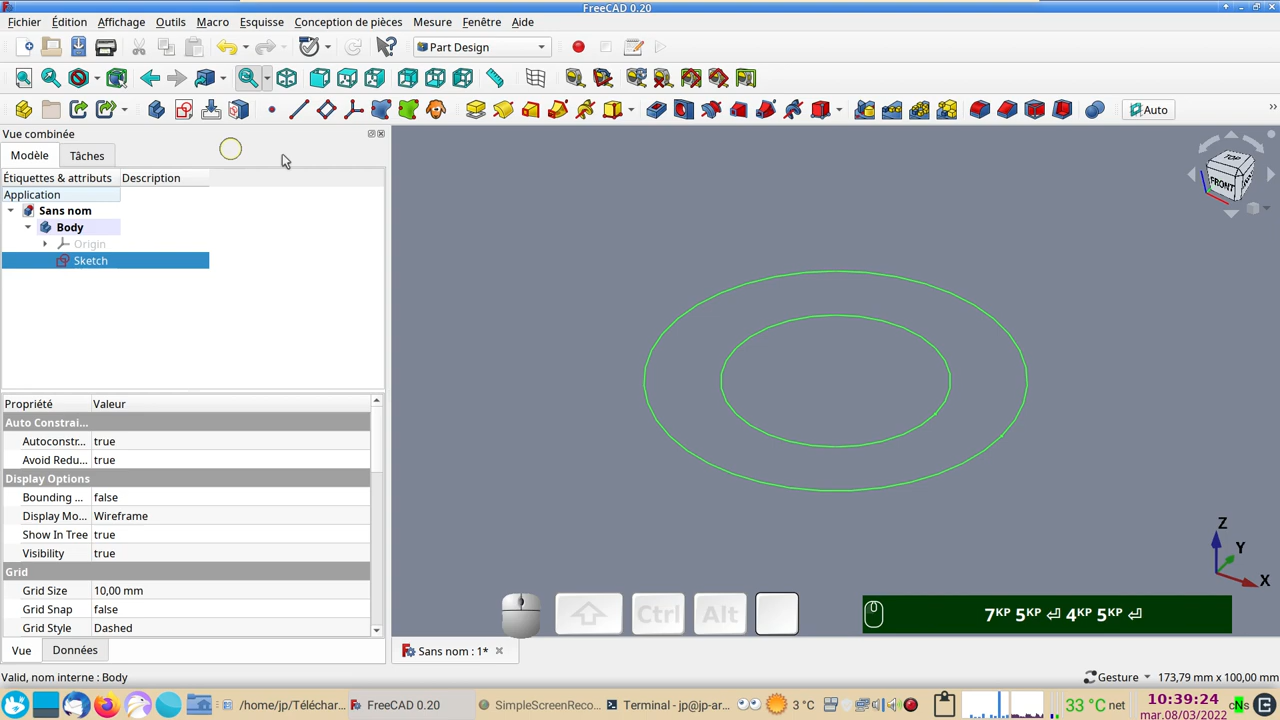 FreeCAD 0.20
Fichier Édition Affichage Outils Macro Esquisse Conception de pièces Mesure Fenêtre Aide
Part Design
Auto
Vue combinée
Modèle Tâches
Étiquettes & attributs Description
Application
Sans nom
Body
Origin
Sketch
TOP
FRONT
Propriété Valeur
Auto Constrai...
Autoconstr... true
Avoid Redu... true
Display Options
Bounding ... false
Display Mo... Wireframe
Show In Tree true
Visibility true
Grid
Grid Size 10,00 mm
Grid Snap false
Grid Style Dashed
Z
Y
X
Ctrl Alt
7ᴷᴾ 5ᴷᴾ ⏎ 4ᴷᴾ 5ᴷᴾ ⏎
Vue Données
Sans nom : 1*
Valid, nom interne : Body
Gesture 173,79 mm x 100,00 mm
/home/jp/Téléchar... FreeCAD 0.20 SimpleScreenReco... Terminal — jp@jp-ar... 3°C 33 °C net 10:39:24 cNs
mar.08/03/2022